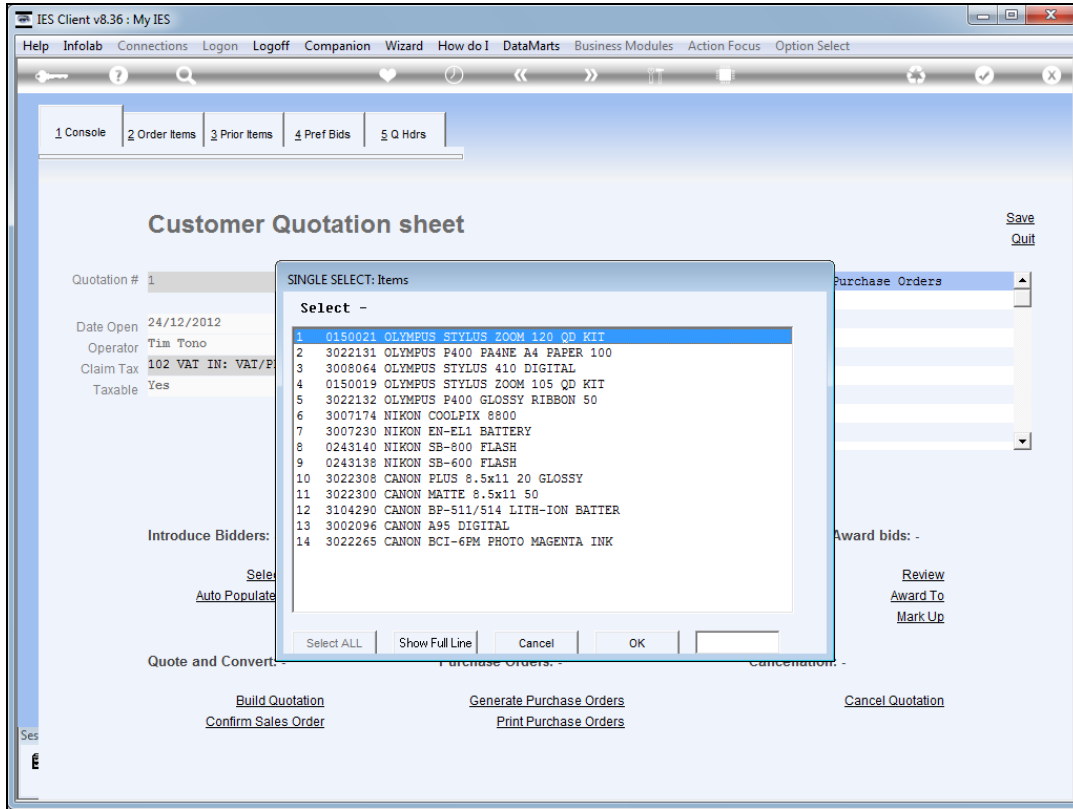 IES Client v8.36 : My IES
Help Infolab Connections Logon Logoff Companion Wizard How do I DataMarts Business Modules Action Focus Option Select
1 Console 2 Order Items 3 Prior Items 4 Pref Bids 5 Q Hdrs
Customer Quotation sheet
Save
Quit
Quotation # 1
Purchase Orders
Date Open 24/12/2012
Operator Tim Tono
Claim Tax 102 VAT IN:
Taxable Yes
SINGLE SELECT: Items
Select -
1 0150021 OLYMPUS STYLUS ZOOM 120 QD KIT
2 3022131 OLYMPUS P400 PA4NE A4 PAPER 100
3 3008064 OLYMPUS STYLUS 410 DIGITAL
4 0150019 OLYMPUS STYLUS ZOOM 105 QD KIT
5 3022132 OLYMPUS P400 GLOSSY RIBBON 50
6 3007174 NIKON COOLPIX 8800
7 3007230 NIKON EN-EL1 BATTERY
8 0243140 NIKON SB-800 FLASH
9 0243138 NIKON SB-600 FLASH
10 3022308 CANON PLUS 8.5x11 20 GLOSSY
11 3022300 CANON MATTE 8.5x11 50
12 3104290 CANON BP-511/514 LITH-ION BATTER
13 3002096 CANON A95 DIGITAL
14 3022265 CANON BCI-6PM PHOTO MAGENTA INK
Select ALL Show Full Line Cancel OK
Introduce Bidders:
Award bids: -
Auto Populate
Review
Award To
Mark Up
Quote and Convert: -
Purchase Orders: -
Cancellation: -
Build Quotation
Confirm Sales Order
Generate Purchase Orders
Print Purchase Orders
Cancel Quotation